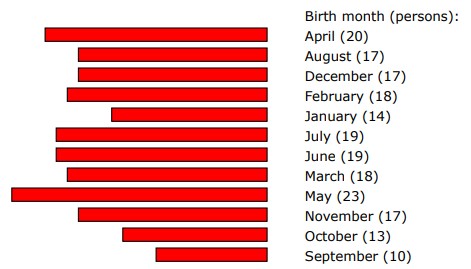 Birth month (persons):
April (20)
August (17)
December (17)
February (18)
January (14)
July (19)
June (19)
March (18)
May (23)
November (17)
October (13)
September (10)